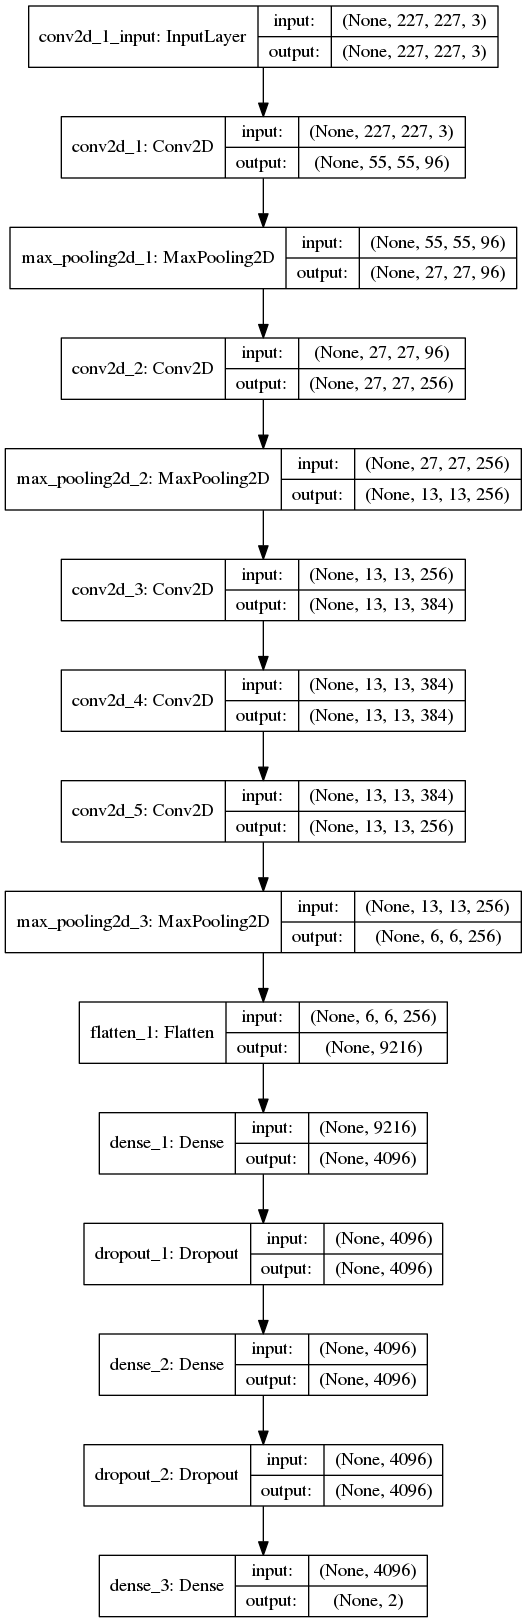 conv2d_1_input: InputLayer
input: (None, 227, 227, 3)
output: (None, 227, 227, 3)
conv2d_1: Conv2D
input: (None, 227, 227, 3)
output: (None, 55, 55, 96)
max_pooling2d_1: MaxPooling2D
input: (None, 55, 55, 96)
output: (None, 27, 27, 96)
conv2d_2: Conv2D
input: (None, 27, 27, 96)
output: (None, 27, 27, 256)
max_pooling2d_2: MaxPooling2D
input: (None, 27, 27, 256)
output: (None, 13, 13, 256)
conv2d_3: Conv2D
input: (None, 13, 13, 256)
output: (None, 13, 13, 384)
conv2d_4: Conv2D
input: (None, 13, 13, 384)
output: (None, 13, 13, 384)
conv2d_5: Conv2D
input: (None, 13, 13, 384)
output: (None, 13, 13, 256)
max_pooling2d_3: MaxPooling2D
input: (None, 13, 13, 256)
output: (None, 6, 6, 256)
flatten_1: Flatten
input: (None, 6, 6, 256)
output: (None, 9216)
dense_1: Dense
input: (None, 9216)
output: (None, 4096)
dropout_1: Dropout
input: (None, 4096)
output: (None, 4096)
dense_2: Dense
input: (None, 4096)
output: (None, 4096)
dropout_2: Dropout
input: (None, 4096)
output: (None, 4096)
dense_3: Dense
input: (None, 4096)
output: (None, 2)